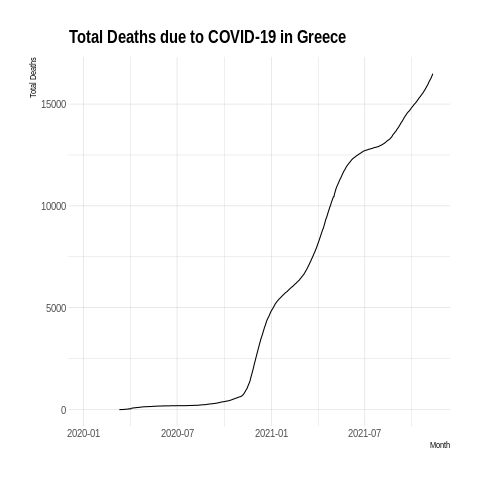 Total Deaths due to COVID-19 in Greece
Total Deaths
15000
10000
5000
0
2020-01 2020-07 2021-01 2021-07
Month